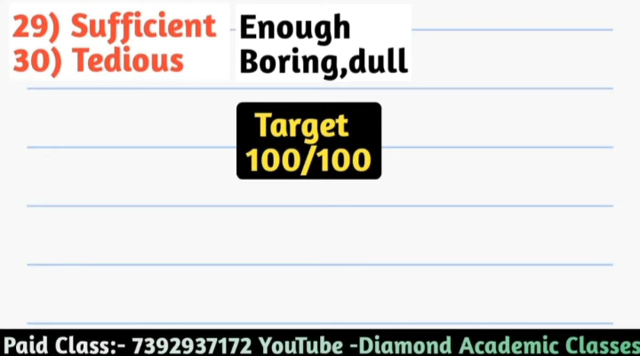 29) Sufficient Enough
30) Tedious Boring,dull
Target
100/100
Paid Class:- 7392937172 YouTube -Diamond Academic Classes